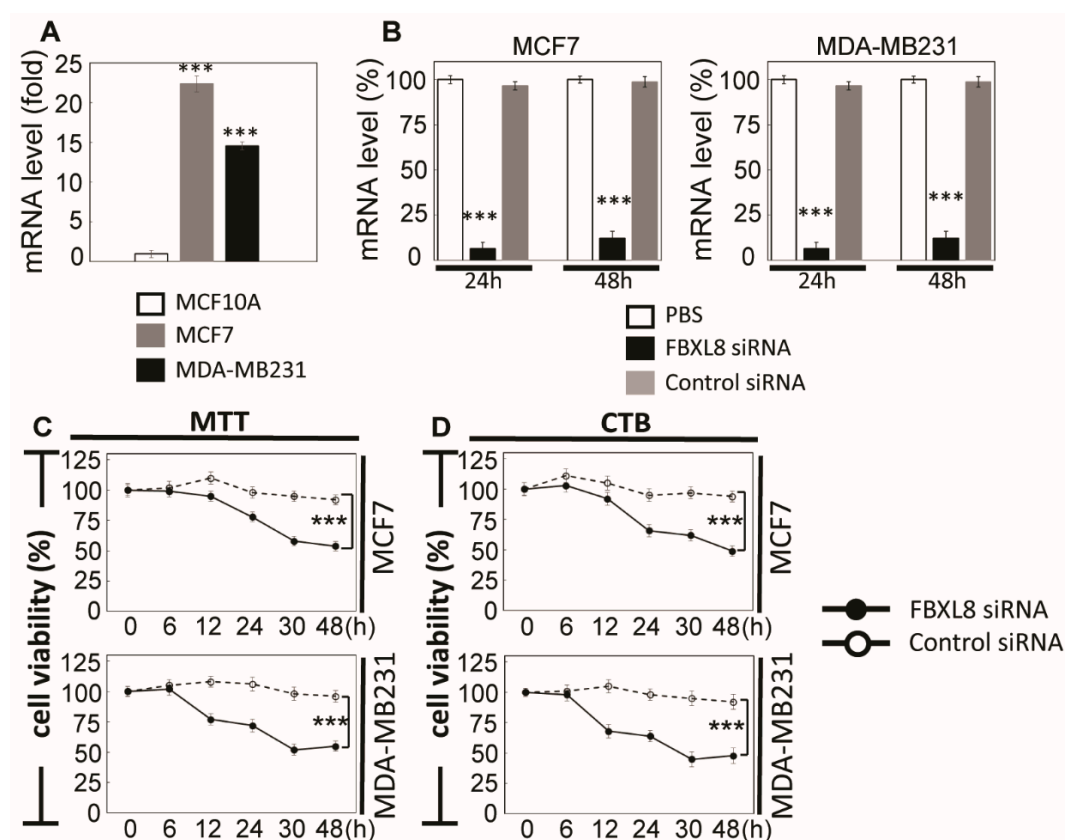 A
mRNA level (fold)
25
20
15
10
5
0
***
***
MCF10A
MCF7
MDA-MB231
B
MCF7
mRNA level (%)
100
75
50
25
0
***
***
24h
48h
MDA-MB231
mRNA level (%)
100
75
50
25
0
***
***
24h
48h
PBS
FBXL8 siRNA
Control siRNA
C
MTT
cell viability (%)
125
100
75
50
25
0
***
0 6 12 24 30 48(h)
MCF7
125
100
75
50
25
0
***
0 6 12 24 30 48(h)
MDA-MB231
D
CTB
cell viability (%)
125
100
75
50
25
0
***
0 6 12 24 30 48(h)
MCF7
125
100
75
50
25
0
***
0 6 12 24 30 48(h)
MDA-MB231
FBXL8 siRNA
Control siRNA